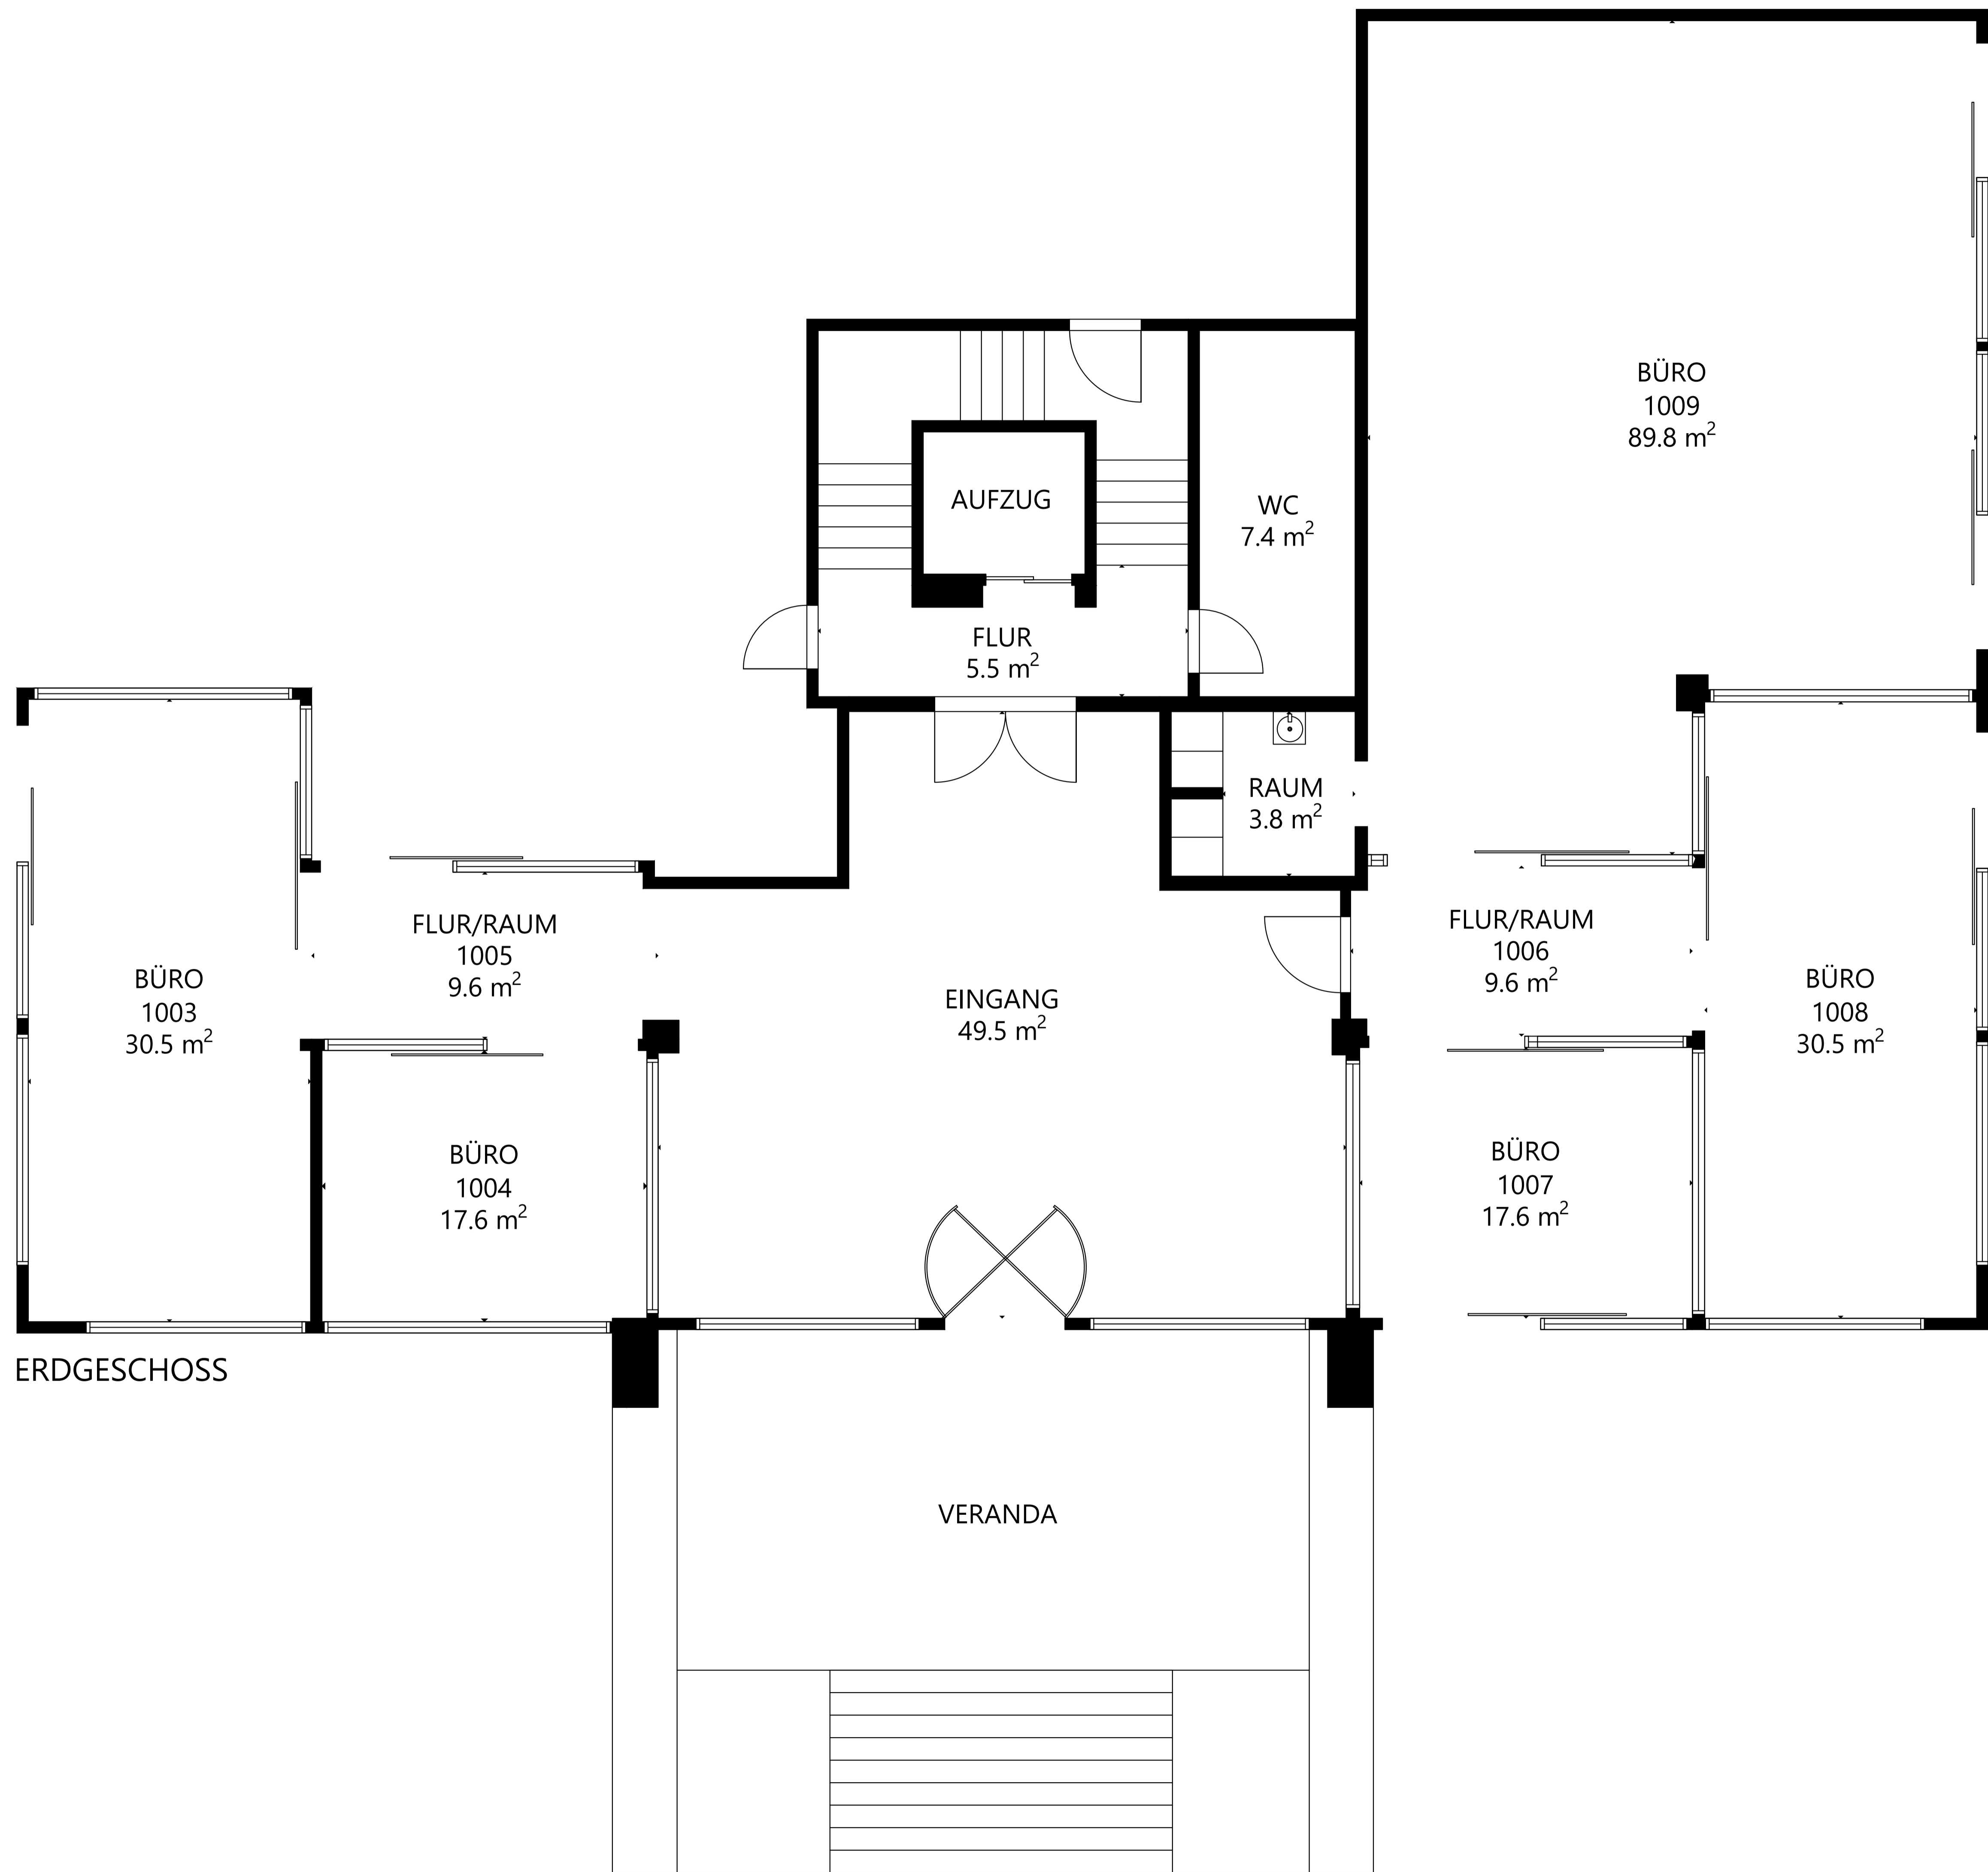 BÜRO
1009
89.8 m²
AUFZUG
WC
7.4 m²
FLUR
5.5 m²
RAUM
3.8 m²
FLUR/RAUM
1005
9.6 m²
FLUR/RAUM
1006
9.6 m²
BÜRO
1003
30.5 m²
EINGANG
49.5 m²
BÜRO
1008
30.5 m²
BÜRO
1004
17.6 m²
BÜRO
1007
17.6 m²
ERDGESCHOSS
VERANDA